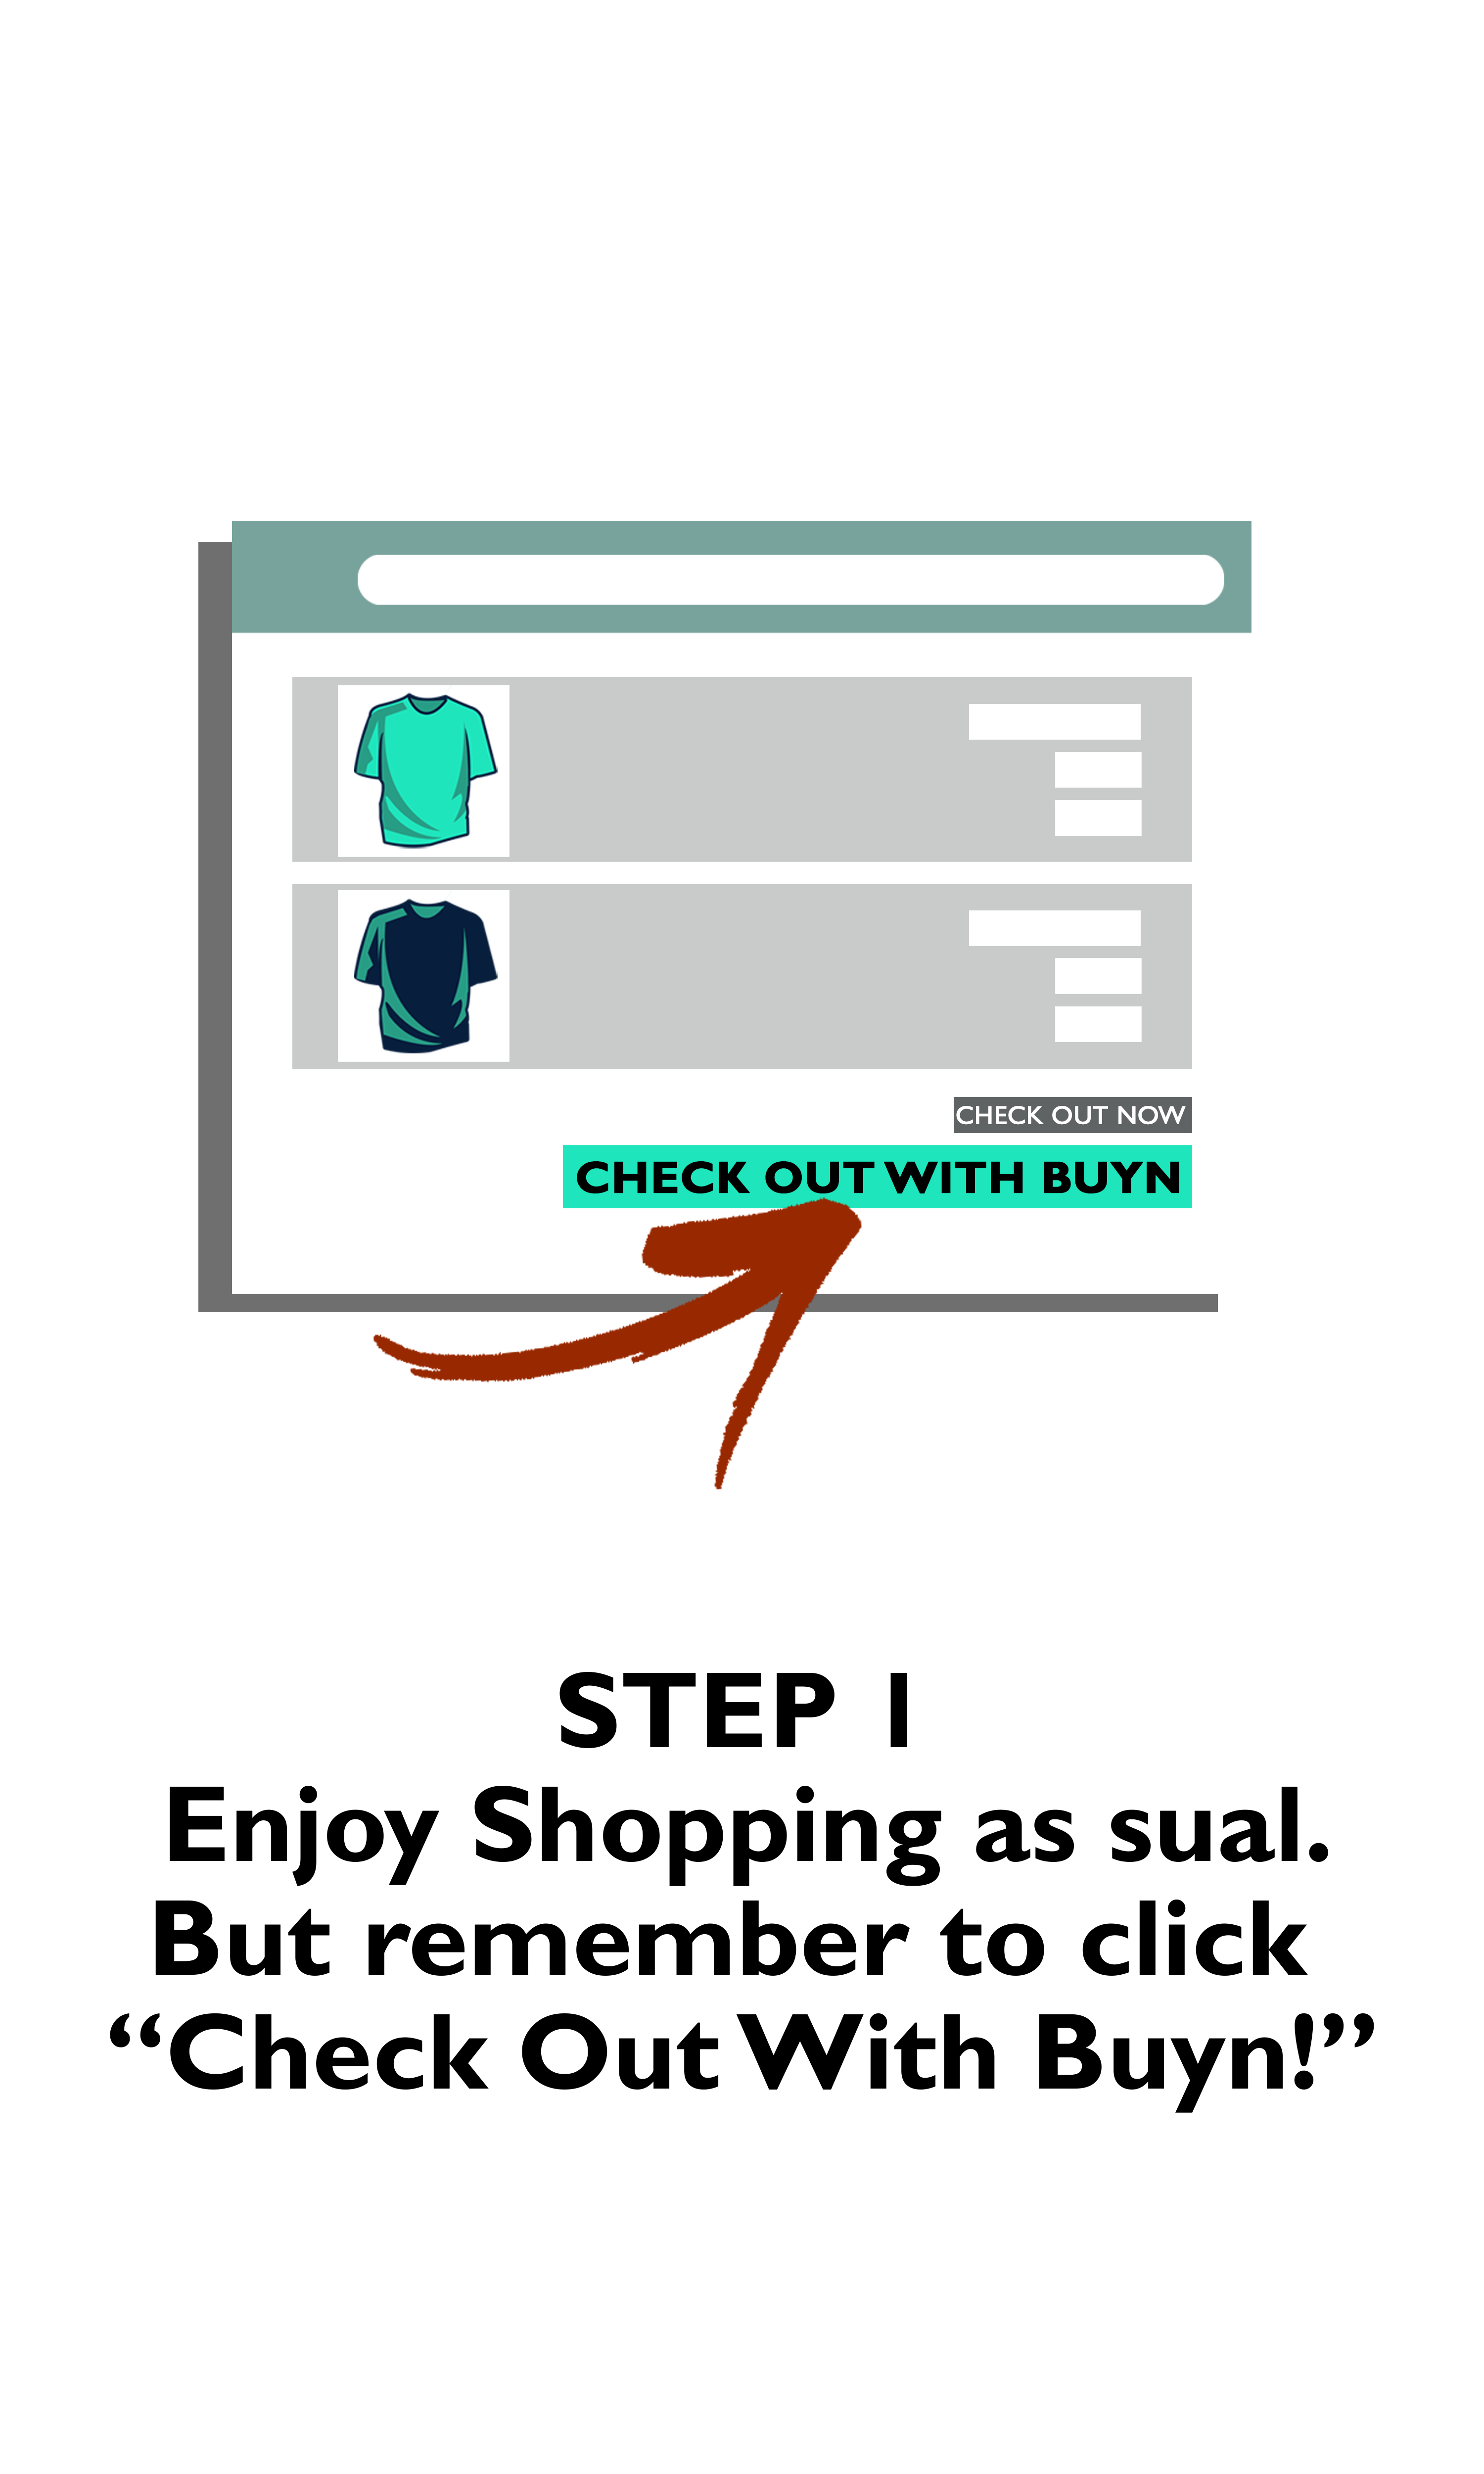 CHECK OUT NOW
CHECK OUT WITH BUYN
STEP 1
Enjoy Shopping as sual.
But remember to click
“Check Out With Buyn!”